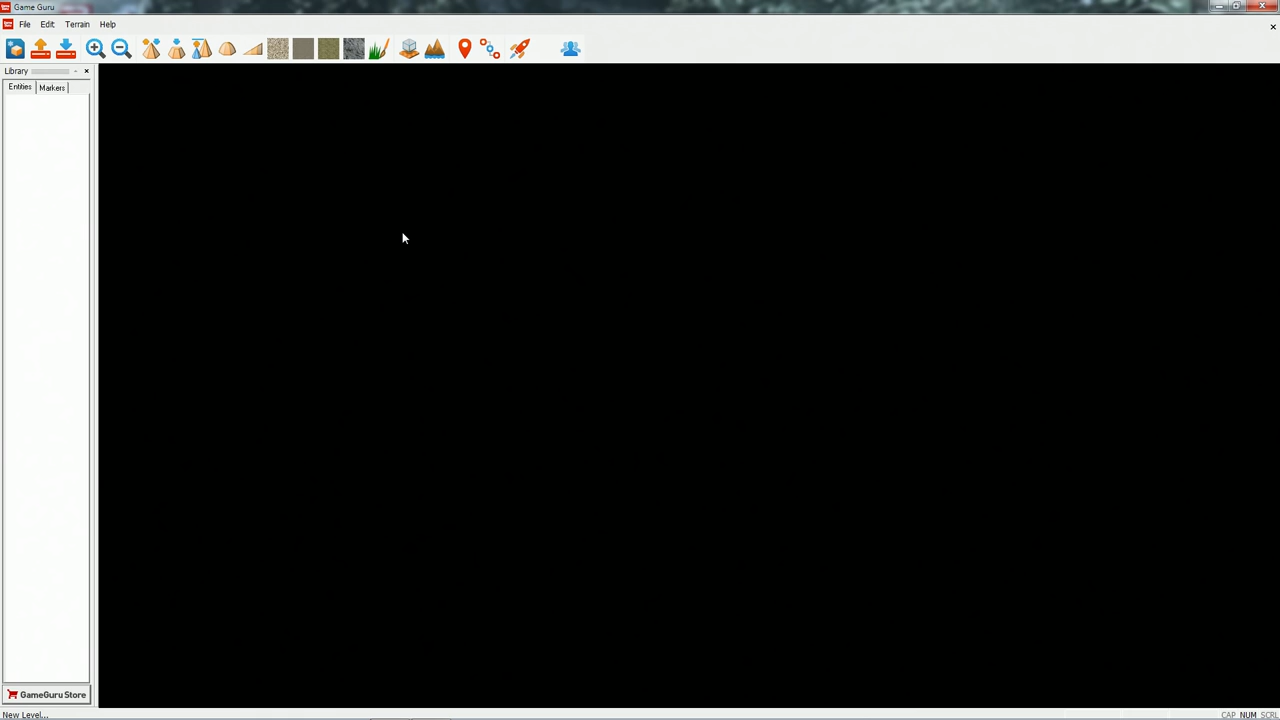 Game Guru
File Edit Terrain Help
Library
Entities Markers
GameGuru Store
New Level...
CAP NUM SCRL